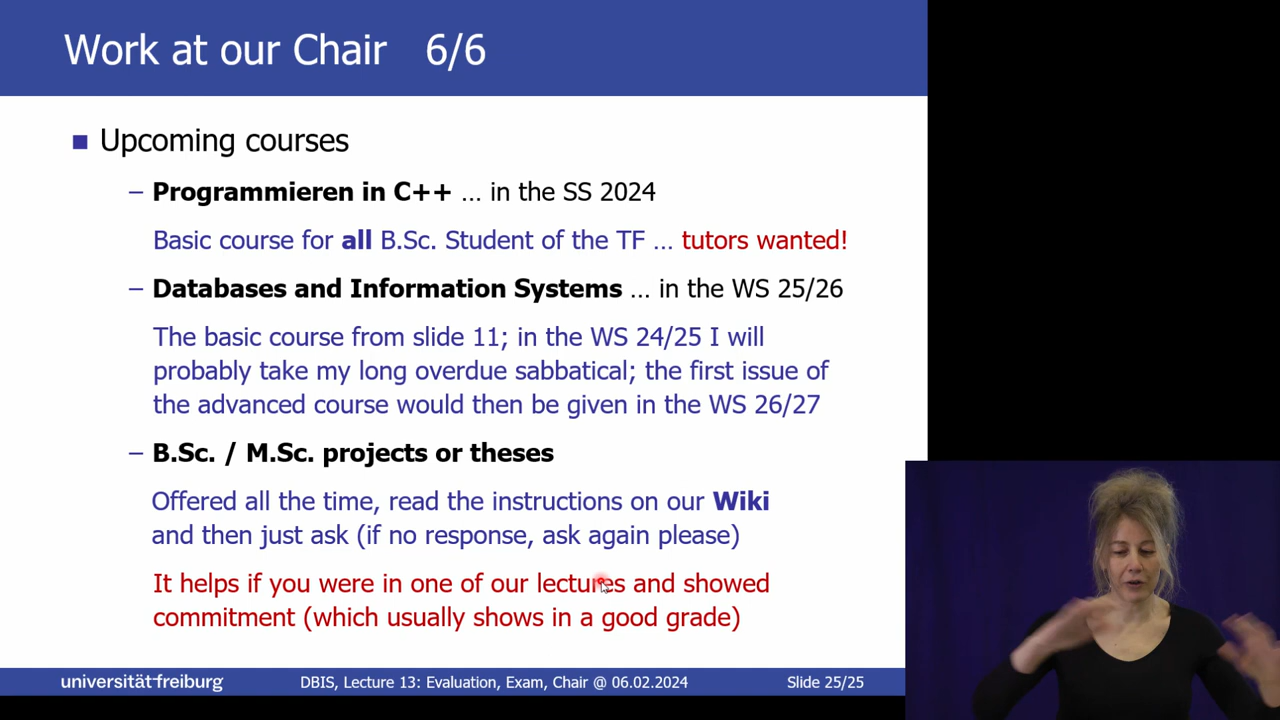 Work at our Chair 6/6
Upcoming courses
– Programmieren in C++ … in the SS 2024
Basic course for all B.Sc. Student of the TF … tutors wanted!
– Databases and Information Systems … in the WS 25/26
The basic course from slide 11; in the WS 24/25 I will
probably take my long overdue sabbatical; the first issue of
the advanced course would then be given in the WS 26/27
– B.Sc. / M.Sc. projects or theses
Offered all the time, read the instructions on our Wiki
and then just ask (if no response, ask again please)
It helps if you were in one of our lectures and showed
commitment (which usually shows in a good grade)
universität freiburg
DBIS, Lecture 13: Evaluation, Exam, Chair @ 06.02.2024
Slide 25/25